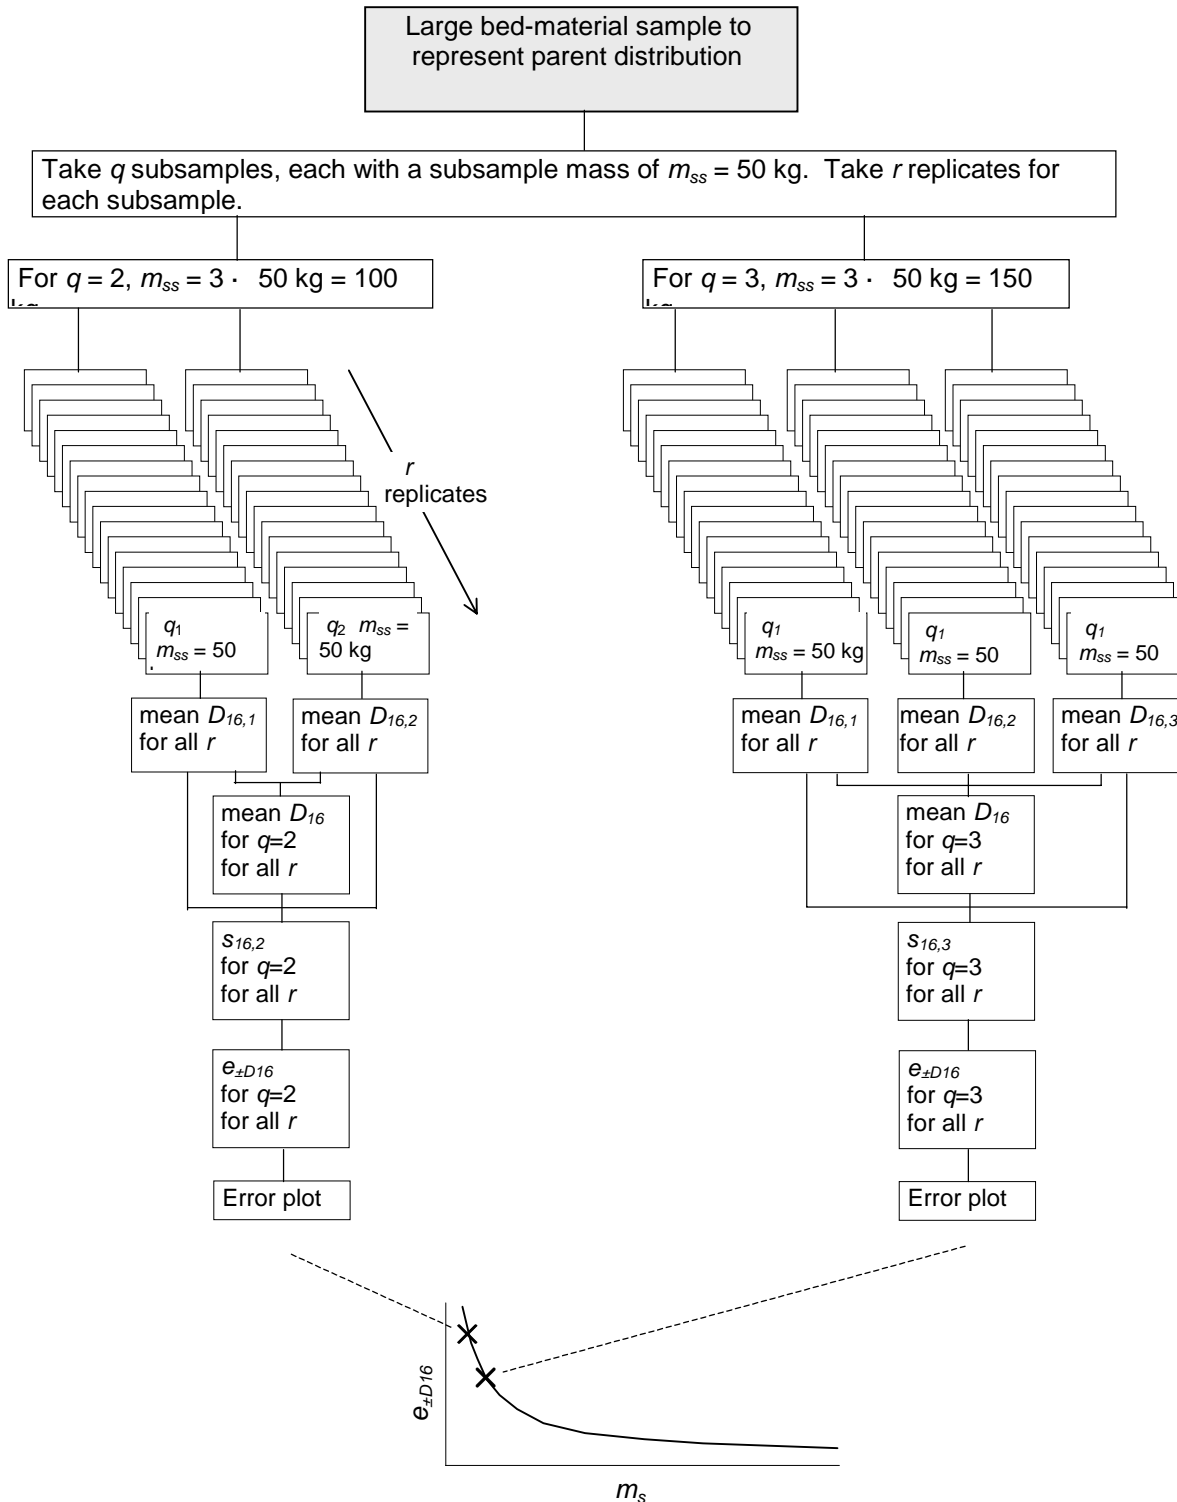 Large bed-material sample to
represent parent distribution
Take q subsamples, each with a subsample mass of mss = 50 kg. Take r replicates for
each subsample.
For q = 2, mss = 3 · 50 kg = 100
kg
For q = 3, mss = 3 · 50 kg = 150
kg
r
replicates
q1
mss = 50
q2 mss =
50 kg
q1
mss = 50 kg
q1
mss = 50
q1
mss = 50
mean D16,1
for all r
mean D16,2
for all r
mean D16,1
for all r
mean D16,2
for all r
mean D16,3
for all r
mean D16
for q=2
for all r
mean D16
for q=3
for all r
s16,2
for q=2
for all r
s16,3
for q=3
for all r
e±D16
for q=2
for all r
e±D16
for q=3
for all r
Error plot
Error plot
e±D16
ms